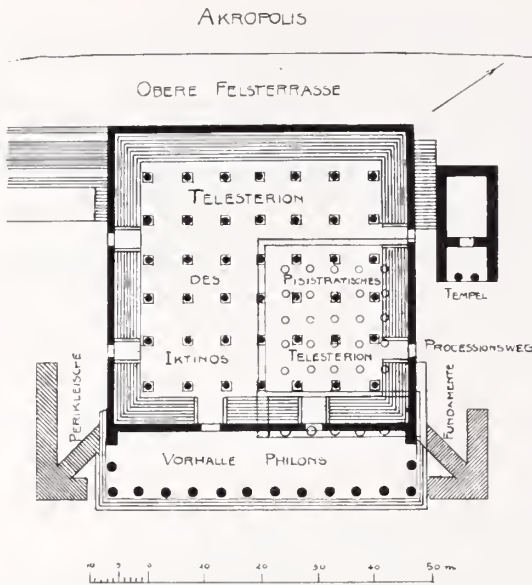 AKROPOLIS
OBERE FELSTERRASSE
TELESTERION
DES
PISISTRATISCHES
TEMPEL
IKTINOS
TELESTERION
PROCESSIONSWEG
PERIKLEISCHE
FUNDAMENTE
VORHALLE PHILONS
10 5 0 10 20 30 40 50 m